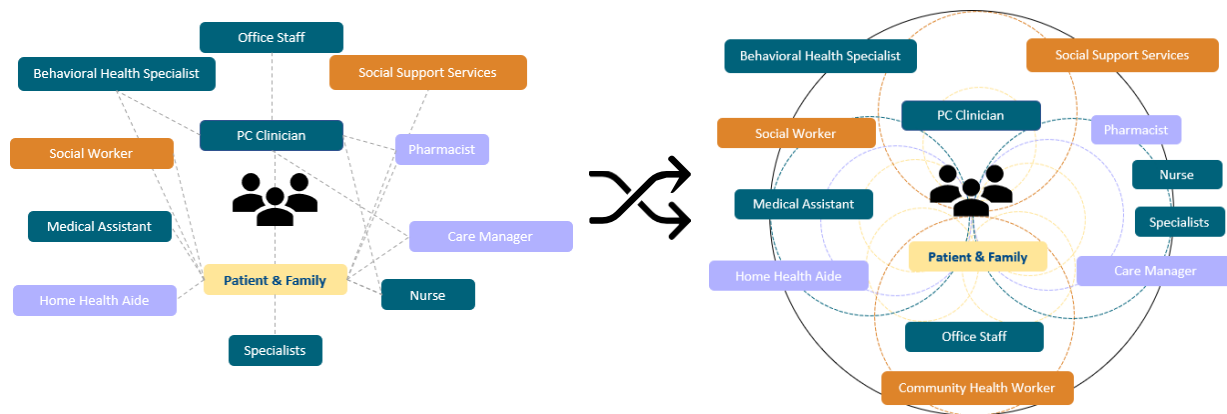 Office Staff
Behavioral Health Specialist
Social Support Services
PC Clinician
Social Worker
Pharmacist
Medical Assistant
Care Manager
Patient & Family
Home Health Aide
Nurse
Specialists
Behavioral Health Specialist
Social Support Services
PC Clinician
Social Worker
Pharmacist
Nurse
Medical Assistant
Specialists
Patient & Family
Home Health Aide
Care Manager
Office Staff
Community Health Worker